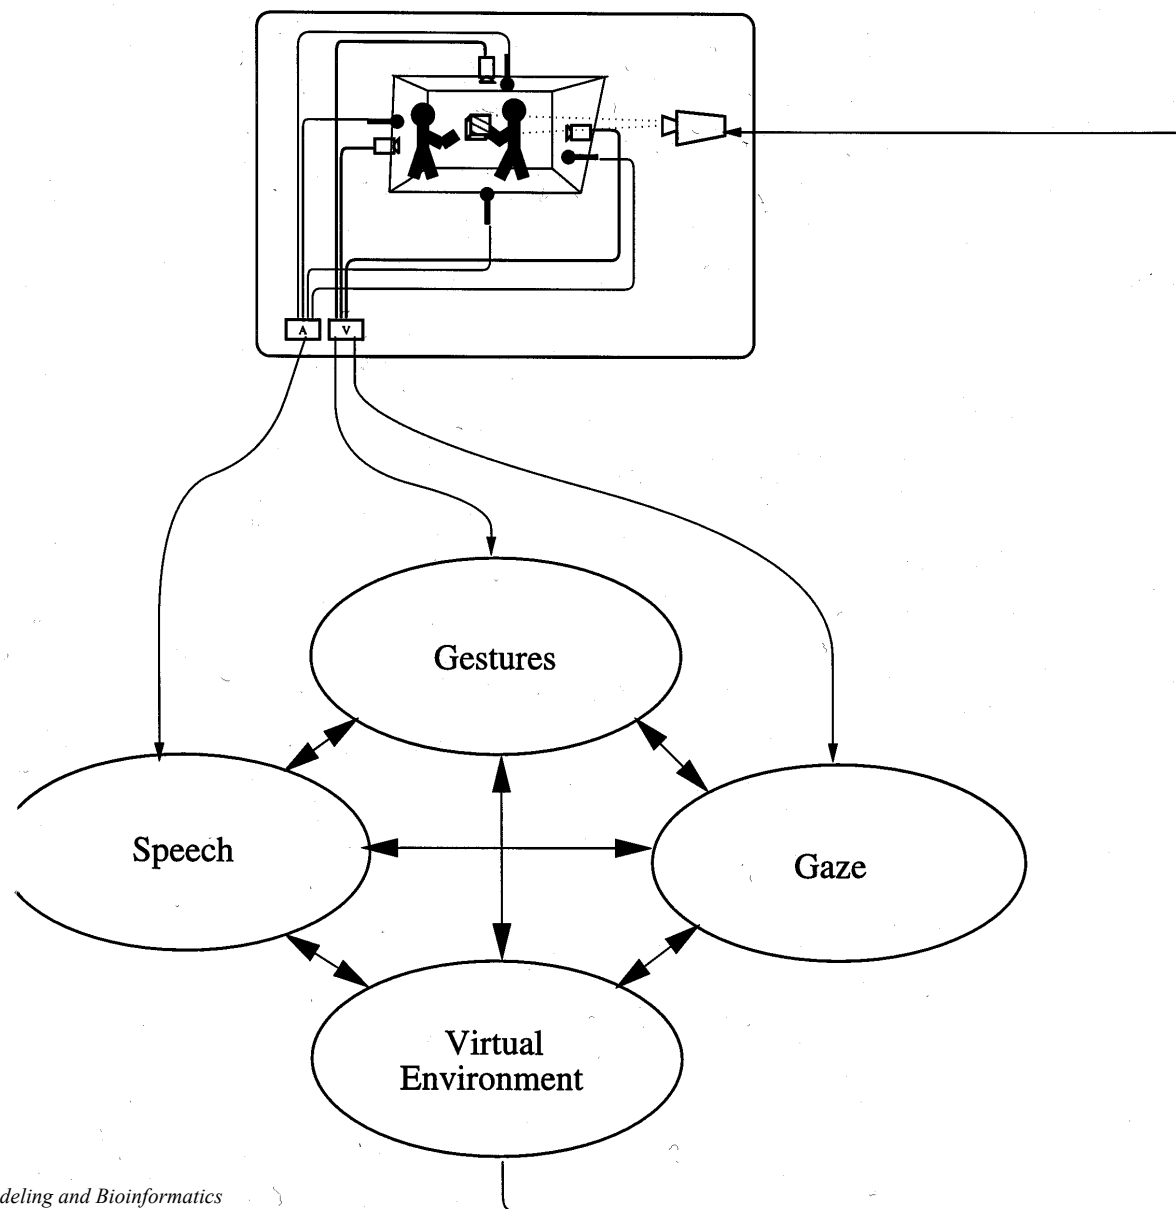 A V
Gestures
Speech
Gaze
Virtual
Environment
deling and Bioinformatics